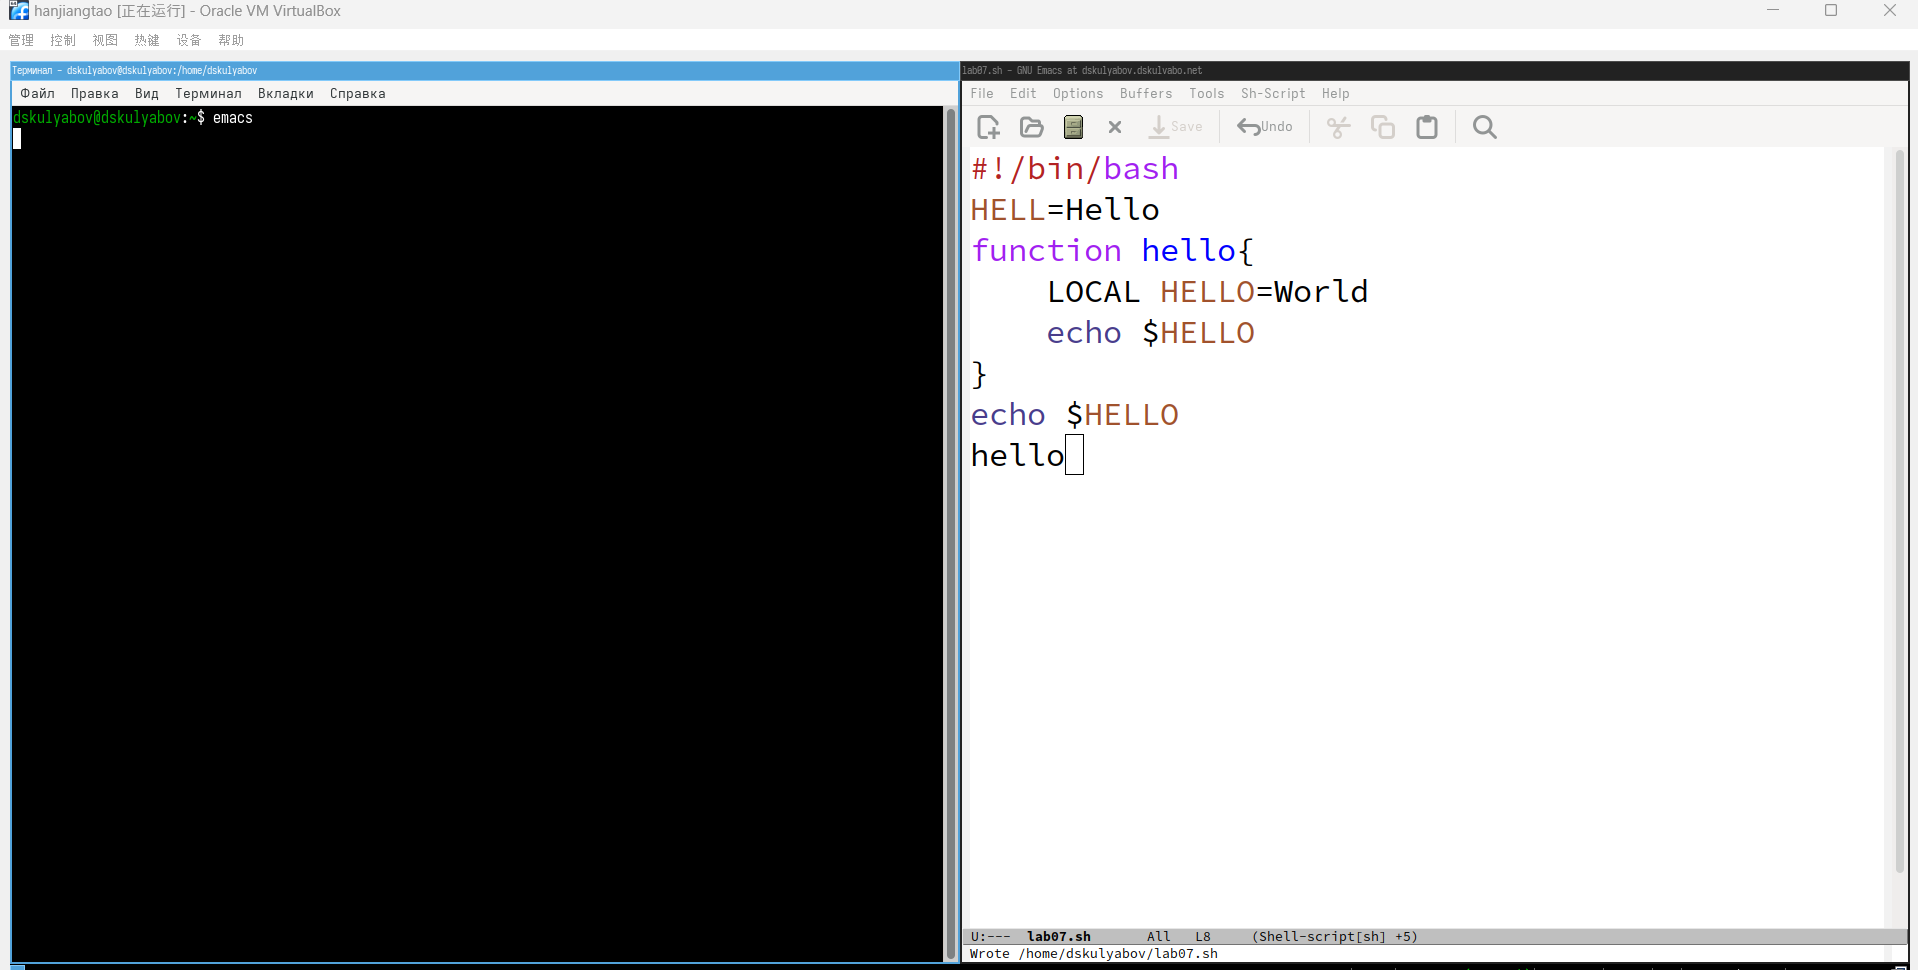 hanjiangtao [正在运行] - Oracle VM VirtualBox
管理 控制 视图 热键 设备 帮助
Терминал - dskulyabov@dskulyabov:/home/dskulyabov
Файл Правка Вид Терминал Вкладки Справка
dskulyabov@dskulyabov:~$ emacs
lab07.sh - GNU Emacs at dskulyabov.dskulvabo.net
File Edit Options Buffers Tools Sh-Script Help
Save Undo
#!/bin/bash
HELL=Hello
function hello{
    LOCAL HELLO=World
    echo $HELLO
}
echo $HELLO
hello
U:--- lab07.sh All L8 (Shell-script[sh] +5)
Wrote /home/dskulyabov/lab07.sh